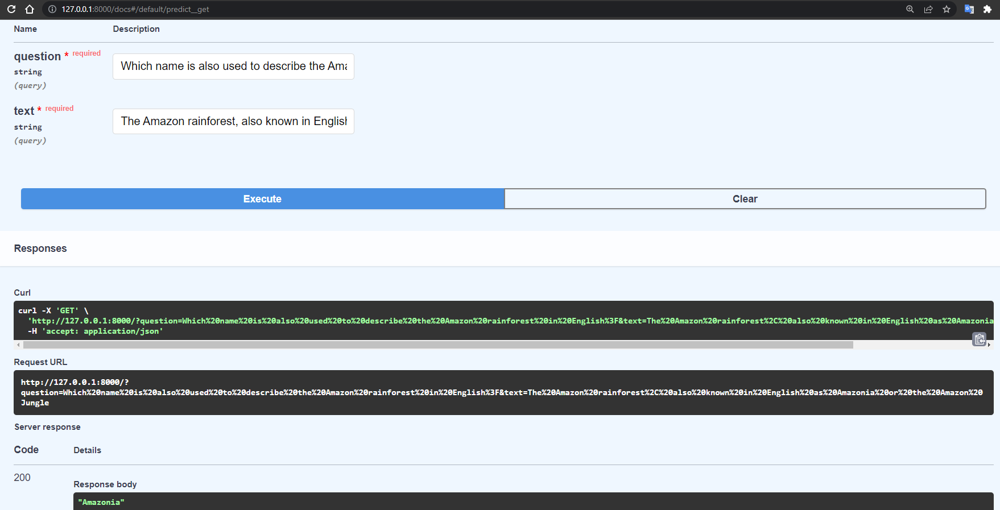 127.0.0.1:8000/docs#/default/predict__get
Name Description
question * required
string
(query)
Which name is also used to describe the Ama
text * required
string
(query)
The Amazon rainforest, also known in English
Execute Clear
Responses
Curl
curl -X 'GET' \
'http://127.0.0.1:8000/?question=Which%20name%20is%20also%20used%20to%20describe%20the%20Amazon%20rainforest%20in%20English%3F&text=The%20Amazon%20rainforest%2C%20also%20known%20in%20English%20as%20Amazonia
-H 'accept: application/json'
Request URL
http://127.0.0.1:8000/?
question=Which%20name%20is%20also%20used%20to%20describe%20the%20Amazon%20rainforest%20in%20English%3F&text=The%20Amazon%20rainforest%2C%20also%20known%20in%20English%20as%20Amazonia%20or%20the%20Amazon%20
Jungle
Server response
Code Details
200
Response body
"Amazonia"